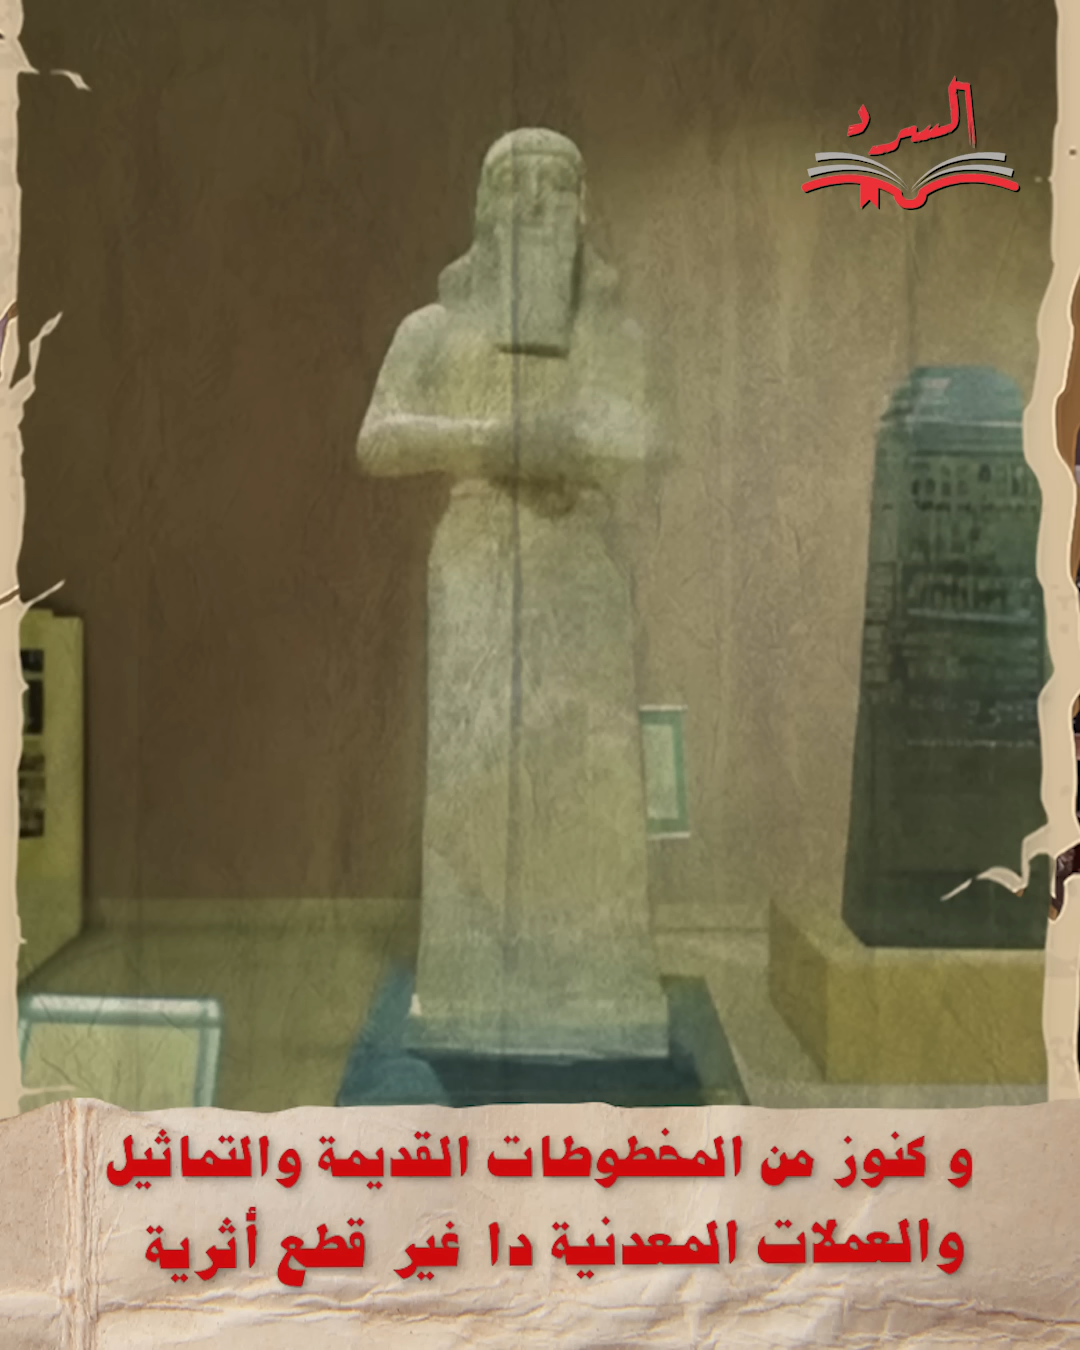 السرد
و كنوز من المخطوطات القديمة والتماثيل
والعملات المعدنية دا غير قطع أثرية